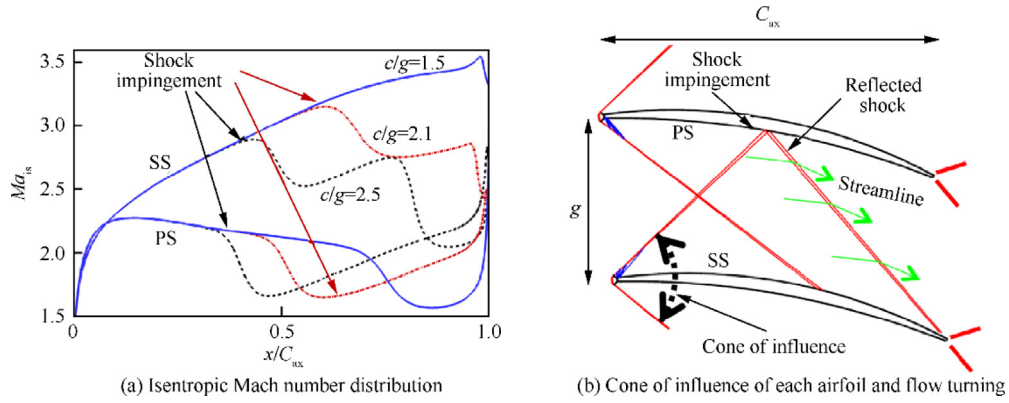 3.5
3.0
2.5
2.0
1.5
Ma_is
Shock
impingement
c/g=1.5
c/g=2.1
c/g=2.5
SS
PS
0
0.5
1.0
x/C_ax
(a) Isentropic Mach number distribution
C_ax
Shock
impingement
Reflected
shock
PS
Streamline
g
SS
Cone of influence
(b) Cone of influence of each airfoil and flow turning